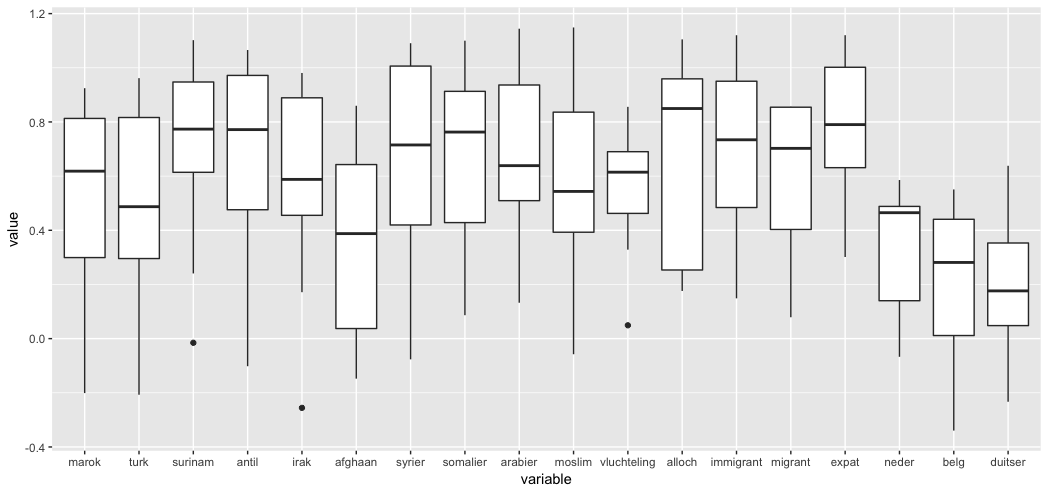 value
1.2
0.8
0.4
0.0
-0.4
marok turk surinam antil irak afghaan syrier somalier arabier moslim vluchteling alloch immigrant migrant expat neder belg duitser
variable